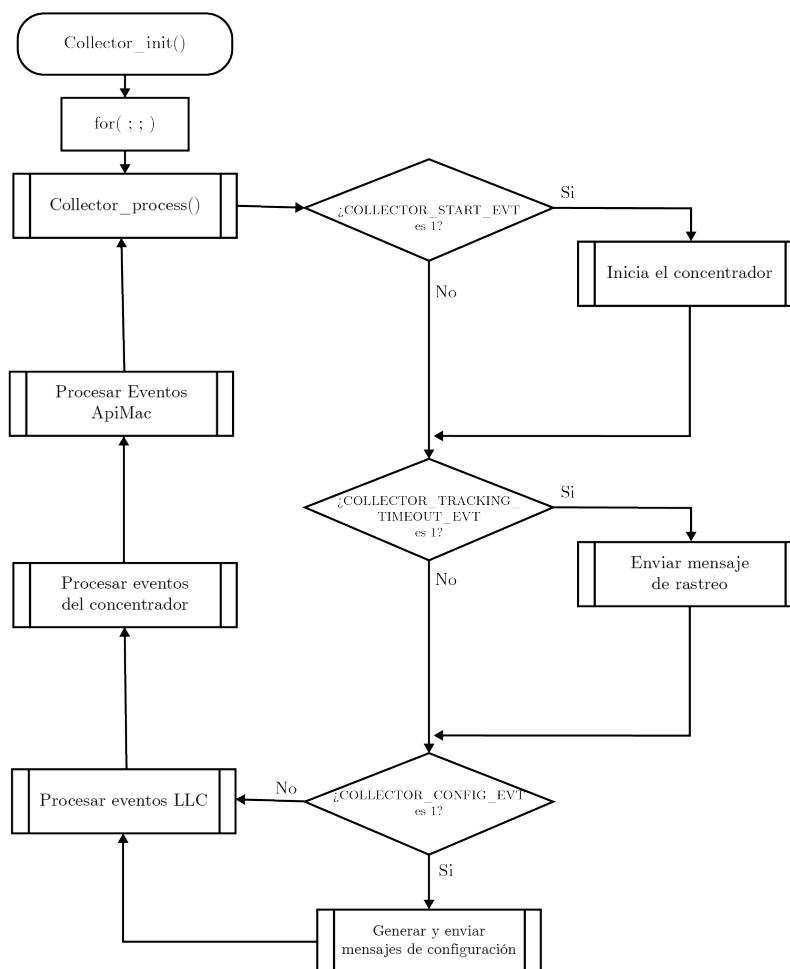 Collector_init()
for( ; ; )
Collector_process()
¿COLLECTOR_START_EVT
es 1?
Si
Inicia el concentrador
No
¿COLLECTOR_TRACKING_
TIMEOUT_EVT
es 1?
Si
Enviar mensaje
de rastreo
No
¿COLLECTOR_CONFIG_EVT
es 1?
No
Si
Generar y enviar
mensajes de configuración
Procesar eventos LLC
Procesar eventos
del concentrador
Procesar Eventos
ApiMac